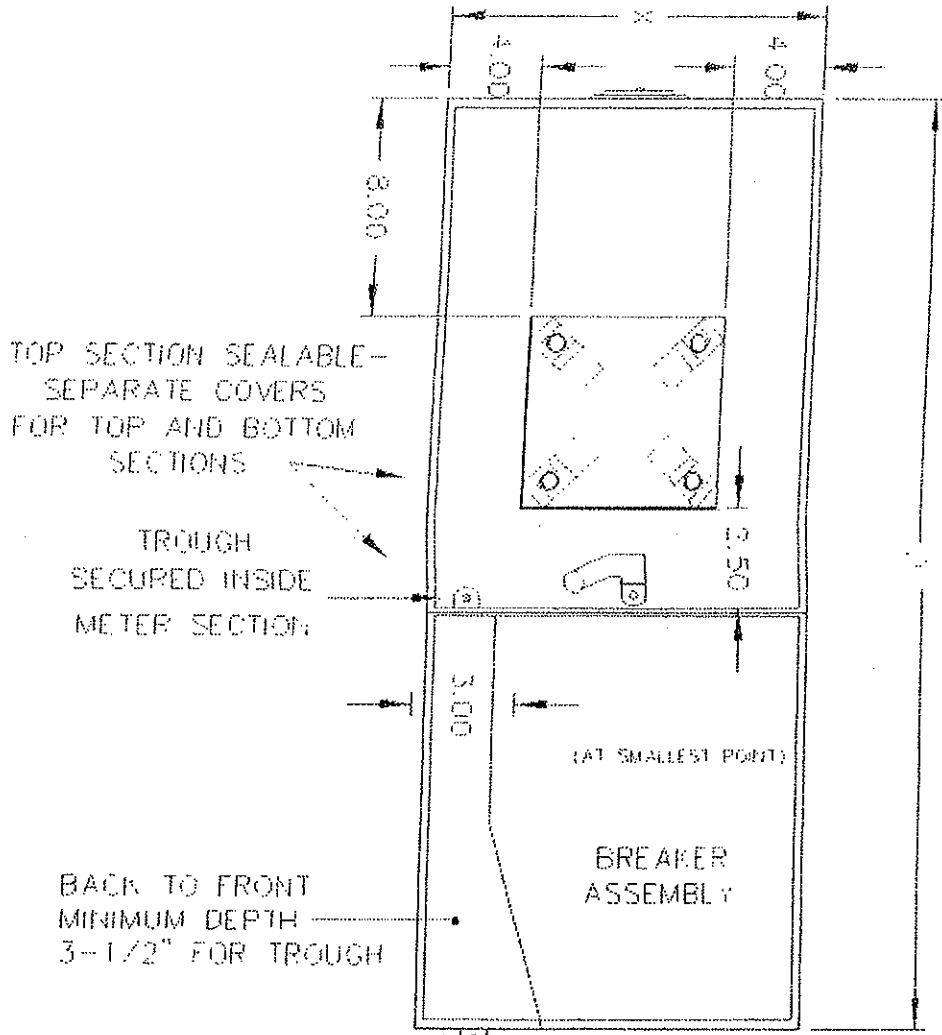 X
4.00
4.00
8.00
TOP SECTION SEALABLE-
SEPARATE COVERS
FOR TOP AND BOTTOM
SECTIONS
TROUGH
SECURED INSIDE
METER SECTION
2.50
3.00
(AT SMALLEST POINT)
BREAKER
ASSEMBLY
BACK TO FRONT
MINIMUM DEPTH
3-1/2" FOR TROUGH